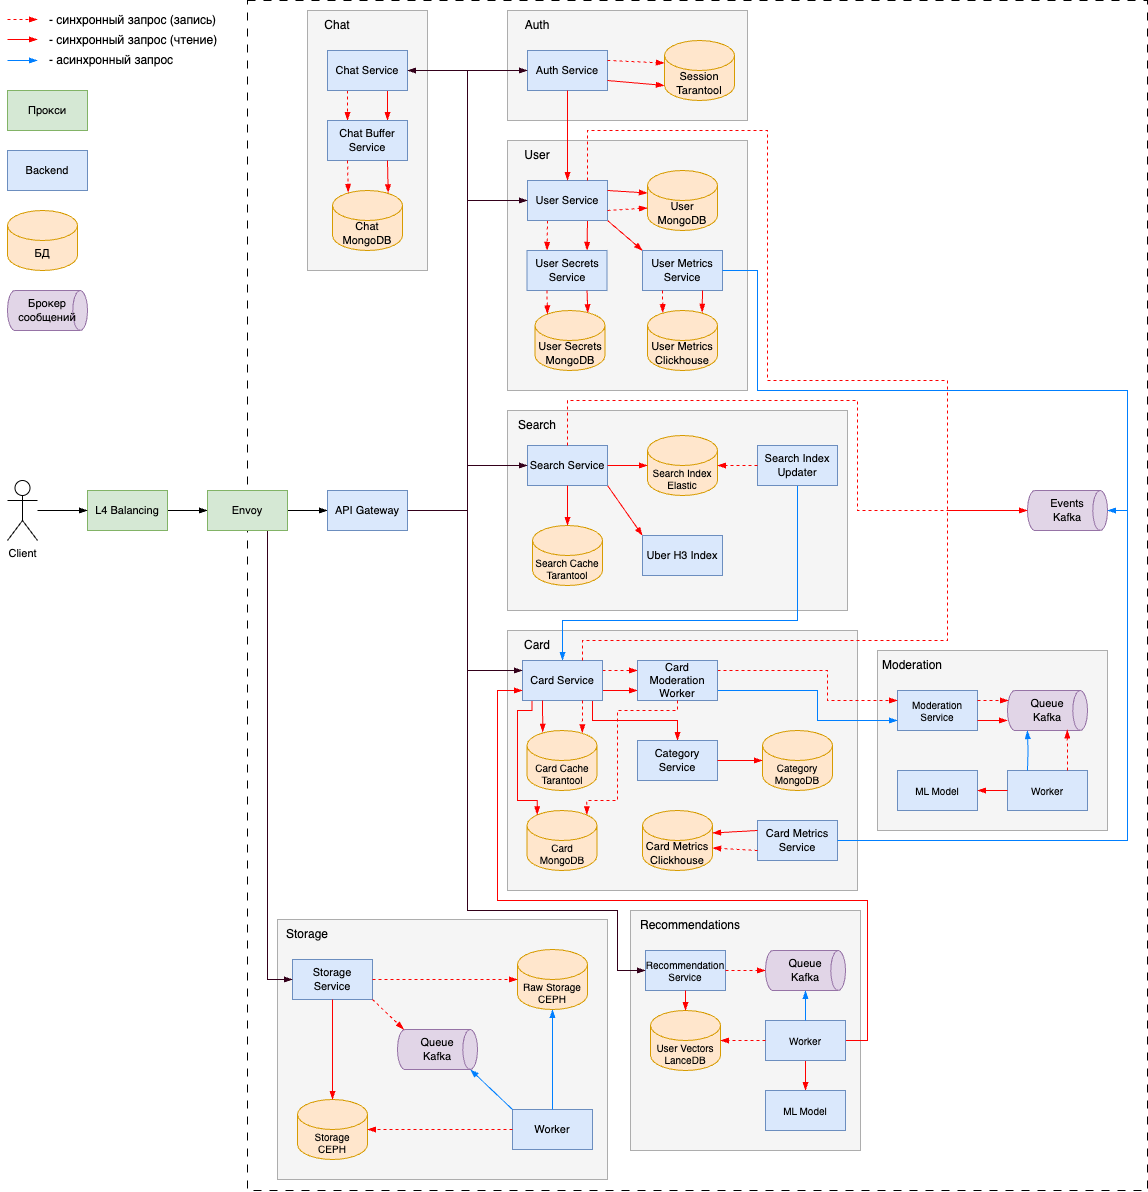 - синхронный запрос (запись)
- синхронный запрос (чтение)
- асинхронный запрос
Прокси
Backend
БД
Брокер
сообщений
Client
L4 Balancing
Envoy
API Gateway
Chat
Chat Service
Chat Buffer
Service
Chat
MongoDB
Auth
Auth Service
Session
Tarantool
User
User Service
User
MongoDB
User Secrets
Service
User Metrics
Service
User Secrets
MongoDB
User Metrics
Clickhouse
Search
Search Service
Search Index
Elastic
Search Index
Updater
Search Cache
Tarantool
Uber H3 Index
Events
Kafka
Card
Card Service
Card
Moderation
Worker
Card Cache
Tarantool
Category
Service
Category
MongoDB
Card
MongoDB
Card Metrics
Clickhouse
Card Metrics
Service
Moderation
Moderation
Service
Queue
Kafka
ML Model
Worker
Storage
Storage
Service
Raw Storage
CEPH
Queue
Kafka
Storage
CEPH
Worker
Recommendations
Recommendation
Service
Queue
Kafka
User Vectors
LanceDB
Worker
ML Model